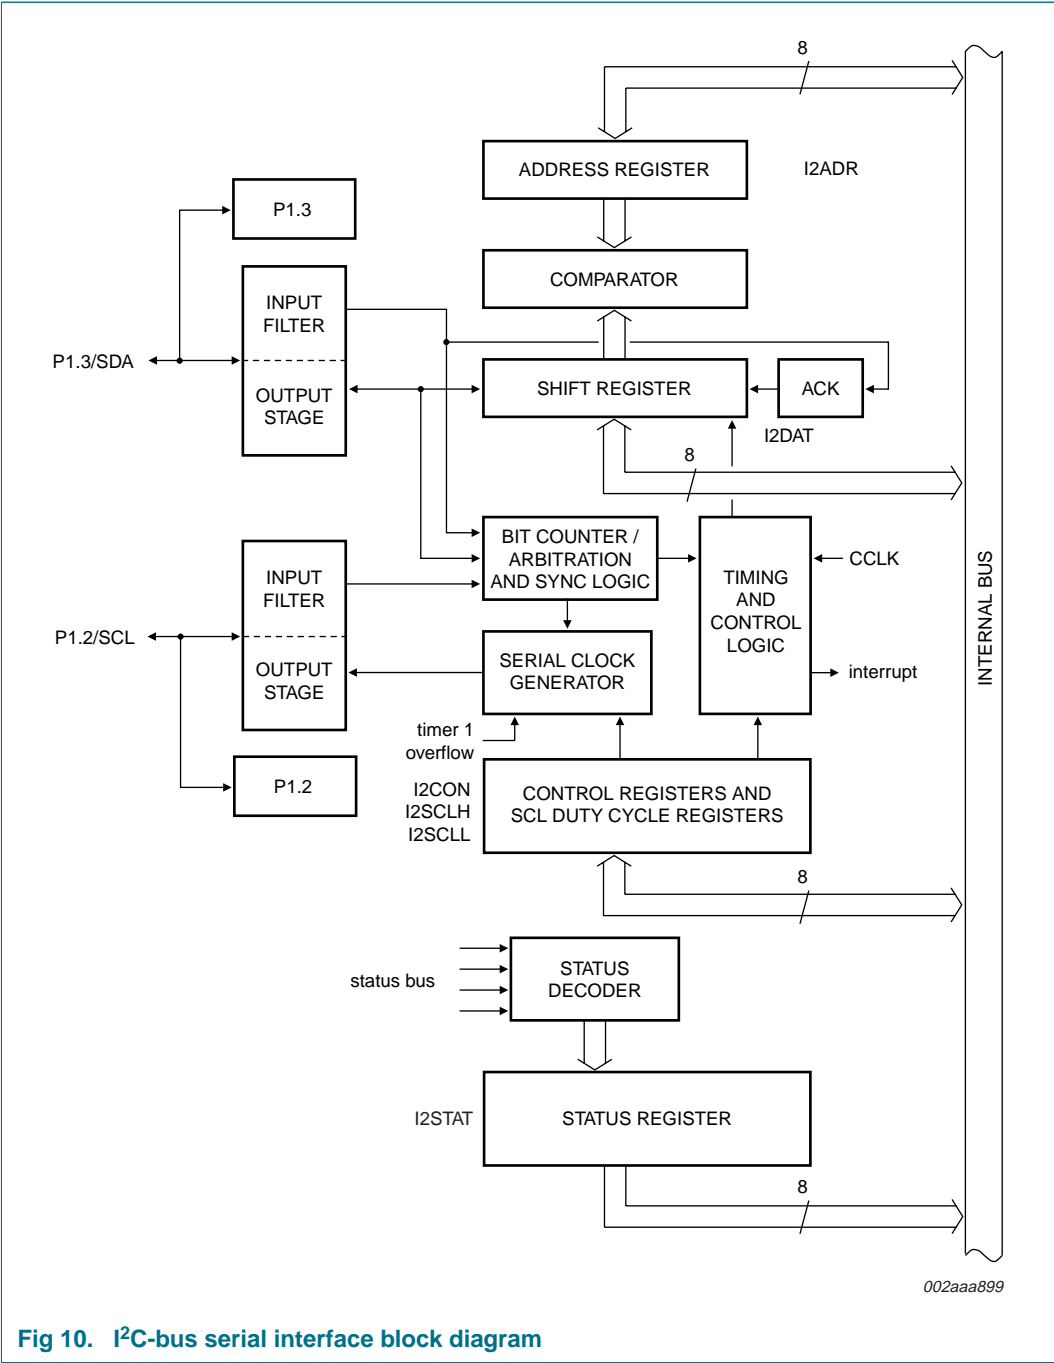 8
ADDRESS REGISTER
I2ADR
P1.3
COMPARATOR
INPUT
FILTER
P1.3/SDA
OUTPUT
STAGE
SHIFT REGISTER
ACK
I2DAT
8
BIT COUNTER /
ARBITRATION
AND SYNC LOGIC
INPUT
FILTER
TIMING
AND
CONTROL
LOGIC
CCLK
INTERNAL BUS
P1.2/SCL
OUTPUT
STAGE
SERIAL CLOCK
GENERATOR
interrupt
timer 1
overflow
P1.2
I2CON
I2SCLH
I2SCLL
CONTROL REGISTERS AND
SCL DUTY CYCLE REGISTERS
8
status bus
STATUS
DECODER
I2STAT
STATUS REGISTER
8
002aaa899
Fig 10. I²C-bus serial interface block diagram